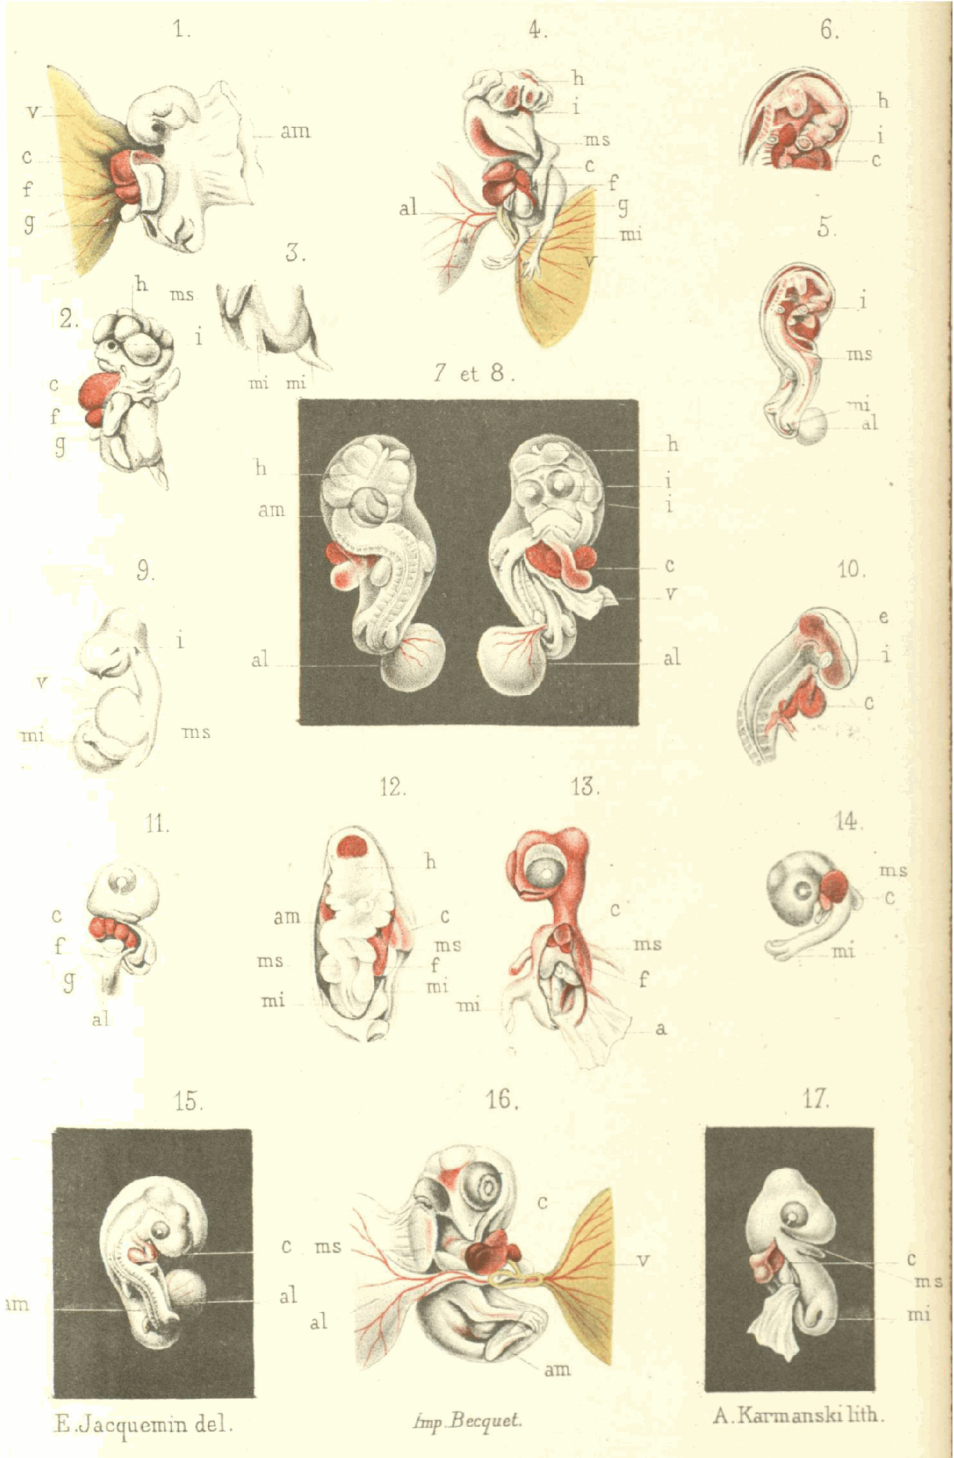 1.
v
c
f
g
am
4.
h
i
ms
c
f
g
mi
v
al
6.
h
i
c
5.
i
ms
mi
al
3.
mi mi
2.
h
ms
i
c
f
g
7 et 8.
h
am
al
h
i
i
c
v
al
9.
i
v
mi
ms
10.
e
i
c
11.
c
f
g
al
12.
h
am
c
ms
ms
f
mi
mi
13.
c
ms
f
mi
a
14.
ms
c
mi
15.
c
al
am
16.
c
ms
v
al
am
17.
c
ms
mi
E. Jacquemin del.
Imp. Becquet.
A. Karmanski lith.